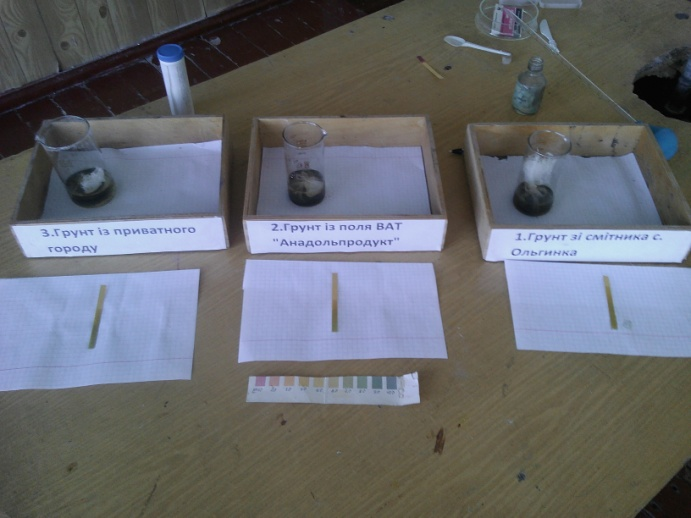 3.Грунт із приватного
городу
2.Грунт із поля ВАТ
"Анадольпродукт"
1.Грунт зі смітника с.
Ольгинка